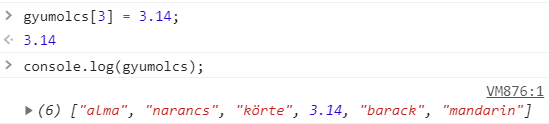 > gyumolcs[3] = 3.14;
3.14
> console.log(gyumolcs);
VM876:1
(6) ["alma", "narancs", "körte", 3.14, "barack", "mandarin"]